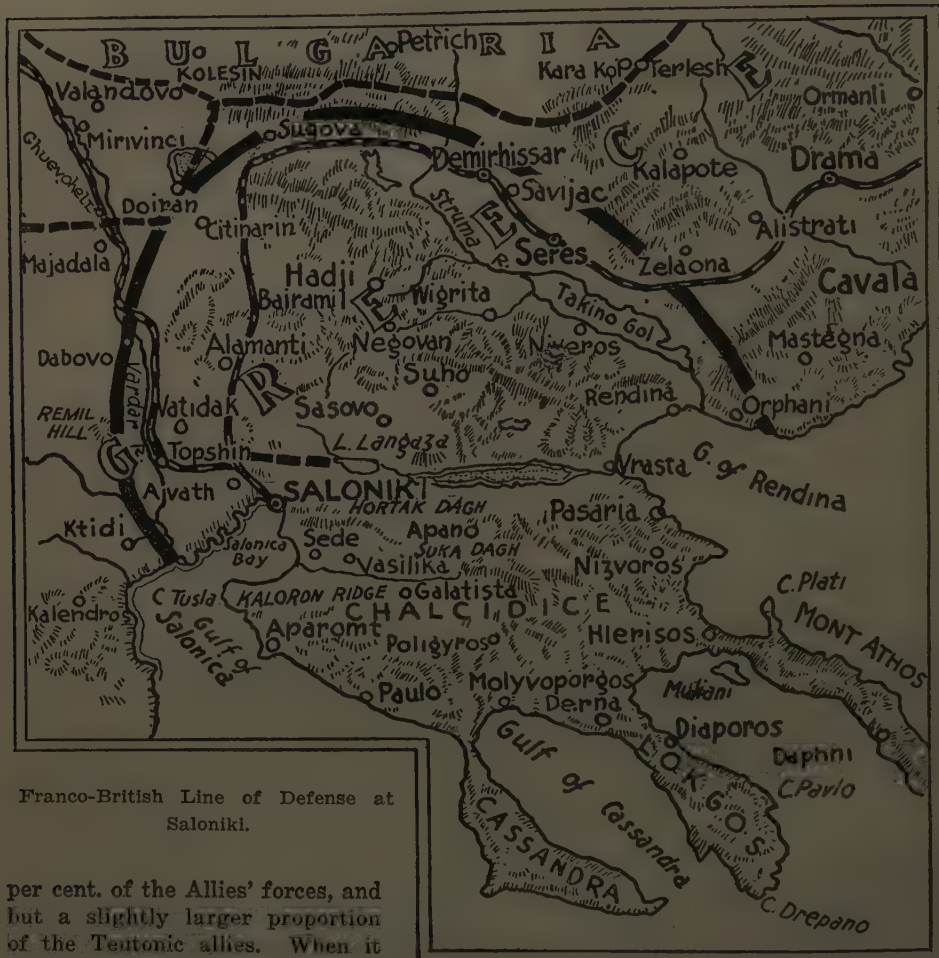 BULGARIA
Petrich
KOLESIN
Kara Ko
Terlesh
Valandovo
Ormanli
Mirivinci
Sugova
GREECE
Demirhissar
Kalapote
Drama
Savijac
Doiran
Citinarin
Struma R.
Alistrati
Majadala
Seres
Zelaona
Hadji
Bairamil
Wigrita
Takino Gol
Cavala
Negovan
Dabovo
Alamanti
Mastegna
Suho
Vardar R.
Rendina
REMIL
HILL
Vatidak
Sasovo
Orphani
L. Langaza
Topshin
Vrasta
G. of Rendina
Ajvath
SALONIKI
HORTAK DAGH
Pasaria
Ktidi
Salonica
Bay
Sede
Apano
SUKA DAGH
Vasilika
Nizvoros
C. Plati
Kalendros
C Tusla
KALORON RIDGE
Galatista
CHALCIDICE
MONT ATHOS
Gulf of
Salonica
Aparomt
Poligyros
Hlerisos
Paulo
Molyvoporgos
Derna
Muliani
Diaporos
Daphni
C. Pavlo
Gulf of Cassandra
LOKGOS
CASSANDRA
C. Drepano
Franco-British Line of Defense at
Saloniki.
per cent. of the Allies' forces, and
but a slightly larger proportion
of the Teutonic allies. When it